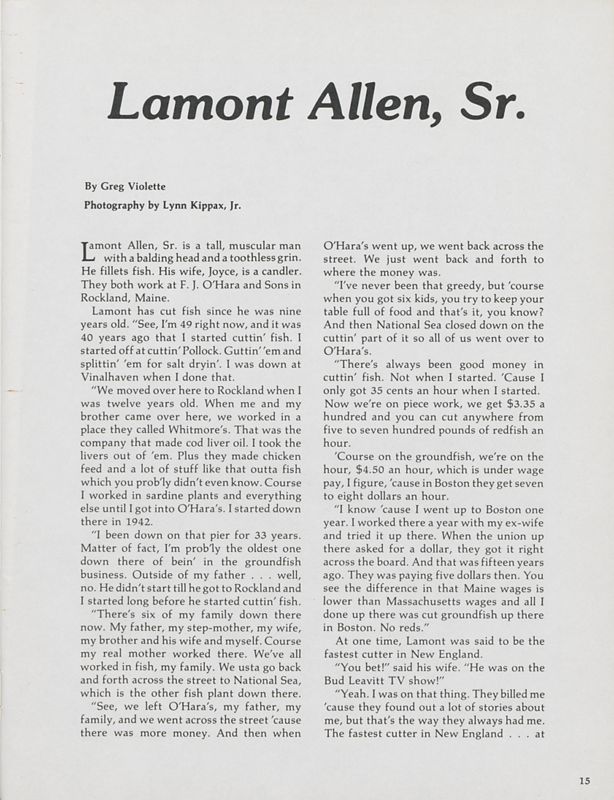 Lamont Allen, Sr.
By Greg Violette
Photography by Lynn Kippax, Jr.
Lamont Allen, Sr. is a tall, muscular man
with a balding head and a toothless grin.
He fillets fish. His wife, Joyce, is a candler.
They both work at F. J. O'Hara and Sons in
Rockland, Maine.
Lamont has cut fish since he was nine
years old. "See, I'm 49 right now, and it was
40 years ago that I started cuttin' fish. I
started off at cuttin' Pollock. Guttin' 'em and
splittin' 'em for salt dryin'. I was down at
Vinalhaven when I done that.
"We moved over here to Rockland when I
was twelve years old. When me and my
brother came over here, we worked in a
place they called Whitmore's. That was the
company that made cod liver oil. I took the
livers out of 'em. Plus they made chicken
feed and a lot of stuff like that outta fish
which you prob'ly didn't even know. Course
I worked in sardine plants and everything
else until I got into O'Hara's. I started down
there in 1942.
"I been down on that pier for 33 years.
Matter of fact, I'm prob'ly the oldest one
down there of bein' in the groundfish
business. Outside of my father . . . well,
no. He didn't start till he got to Rockland and
I started long before he started cuttin' fish.
"There's six of my family down there
now. My father, my step-mother, my wife,
my brother and his wife and myself. Course
my real mother worked there. We've all
worked in fish, my family. We usta go back
and forth across the street to National Sea,
which is the other fish plant down there.
"See, we left O'Hara's, my father, my
family, and we went across the street 'cause
there was more money. And then when
O'Hara's went up, we went back across the
street. We just went back and forth to
where the money was.
"I've never been that greedy, but 'course
when you got six kids, you try to keep your
table full of food and that's it, you know?
And then National Sea closed down on the
cuttin' part of it so all of us went over to
O'Hara's.
"There's always been good money in
cuttin' fish. Not when I started. 'Cause I
only got 35 cents an hour when I started.
Now we're on piece work, we get $3.35 a
hundred and you can cut anywhere from
five to seven hundred pounds of redfish an
hour.
'Course on the groundfish, we're on the
hour, $4.50 an hour, which is under wage
pay, I figure, 'cause in Boston they get seven
to eight dollars an hour.
"I know 'cause I went up to Boston one
year. I worked there a year with my ex-wife
and tried it up there. When the union up
there asked for a dollar, they got it right
across the board. And that was fifteen years
ago. They was paying five dollars then. You
see the difference in that Maine wages is
lower than Massachusetts wages and all I
done up there was cut groundfish up there
in Boston. No reds."
At one time, Lamont was said to be the
fastest cutter in New England.
"You bet!" said his wife. "He was on the
Bud Leavitt TV show!"
"Yeah. I was on that thing. They billed me
'cause they found out a lot of stories about
me, but that's the way they always had me.
The fastest cutter in New England . . . at
15